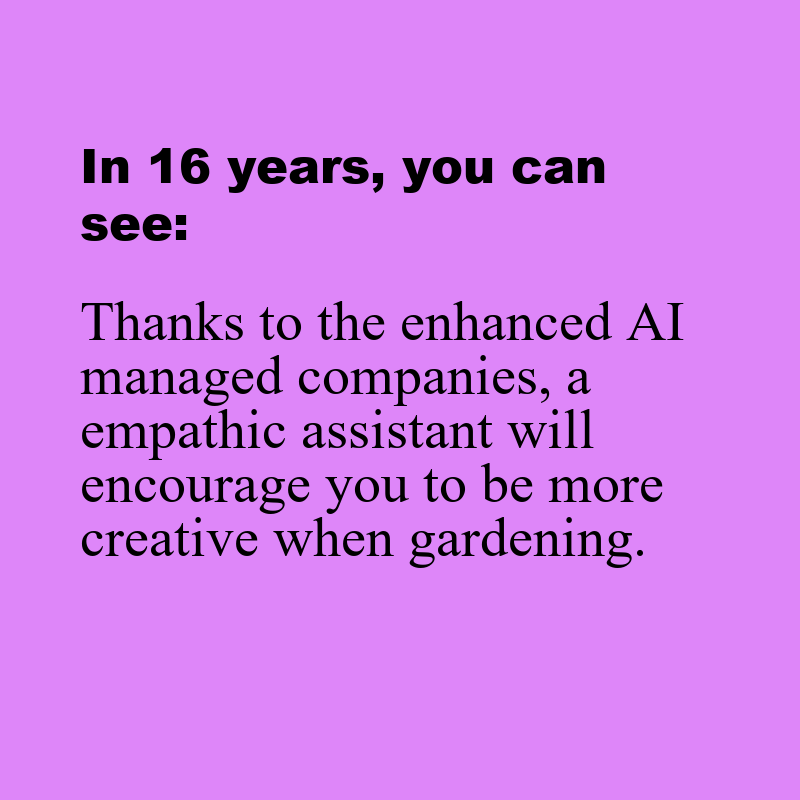 In 16 years, you can
see:
Thanks to the enhanced AI
managed companies, a
empathic assistant will
encourage you to be more
creative when gardening.